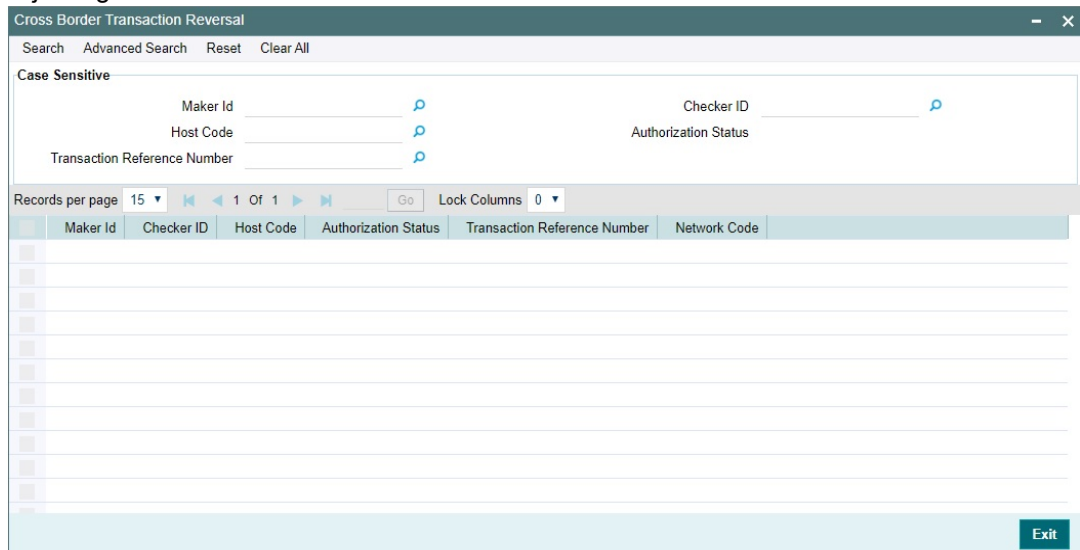 Cross Border Transaction Reversal
Search Advanced Search Reset Clear All
Case Sensitive
Maker Id Checker ID
Host Code Authorization Status
Transaction Reference Number
Records per page 15 1 Of 1 Go Lock Columns 0
Maker Id Checker ID Host Code Authorization Status Transaction Reference Number Network Code
Exit